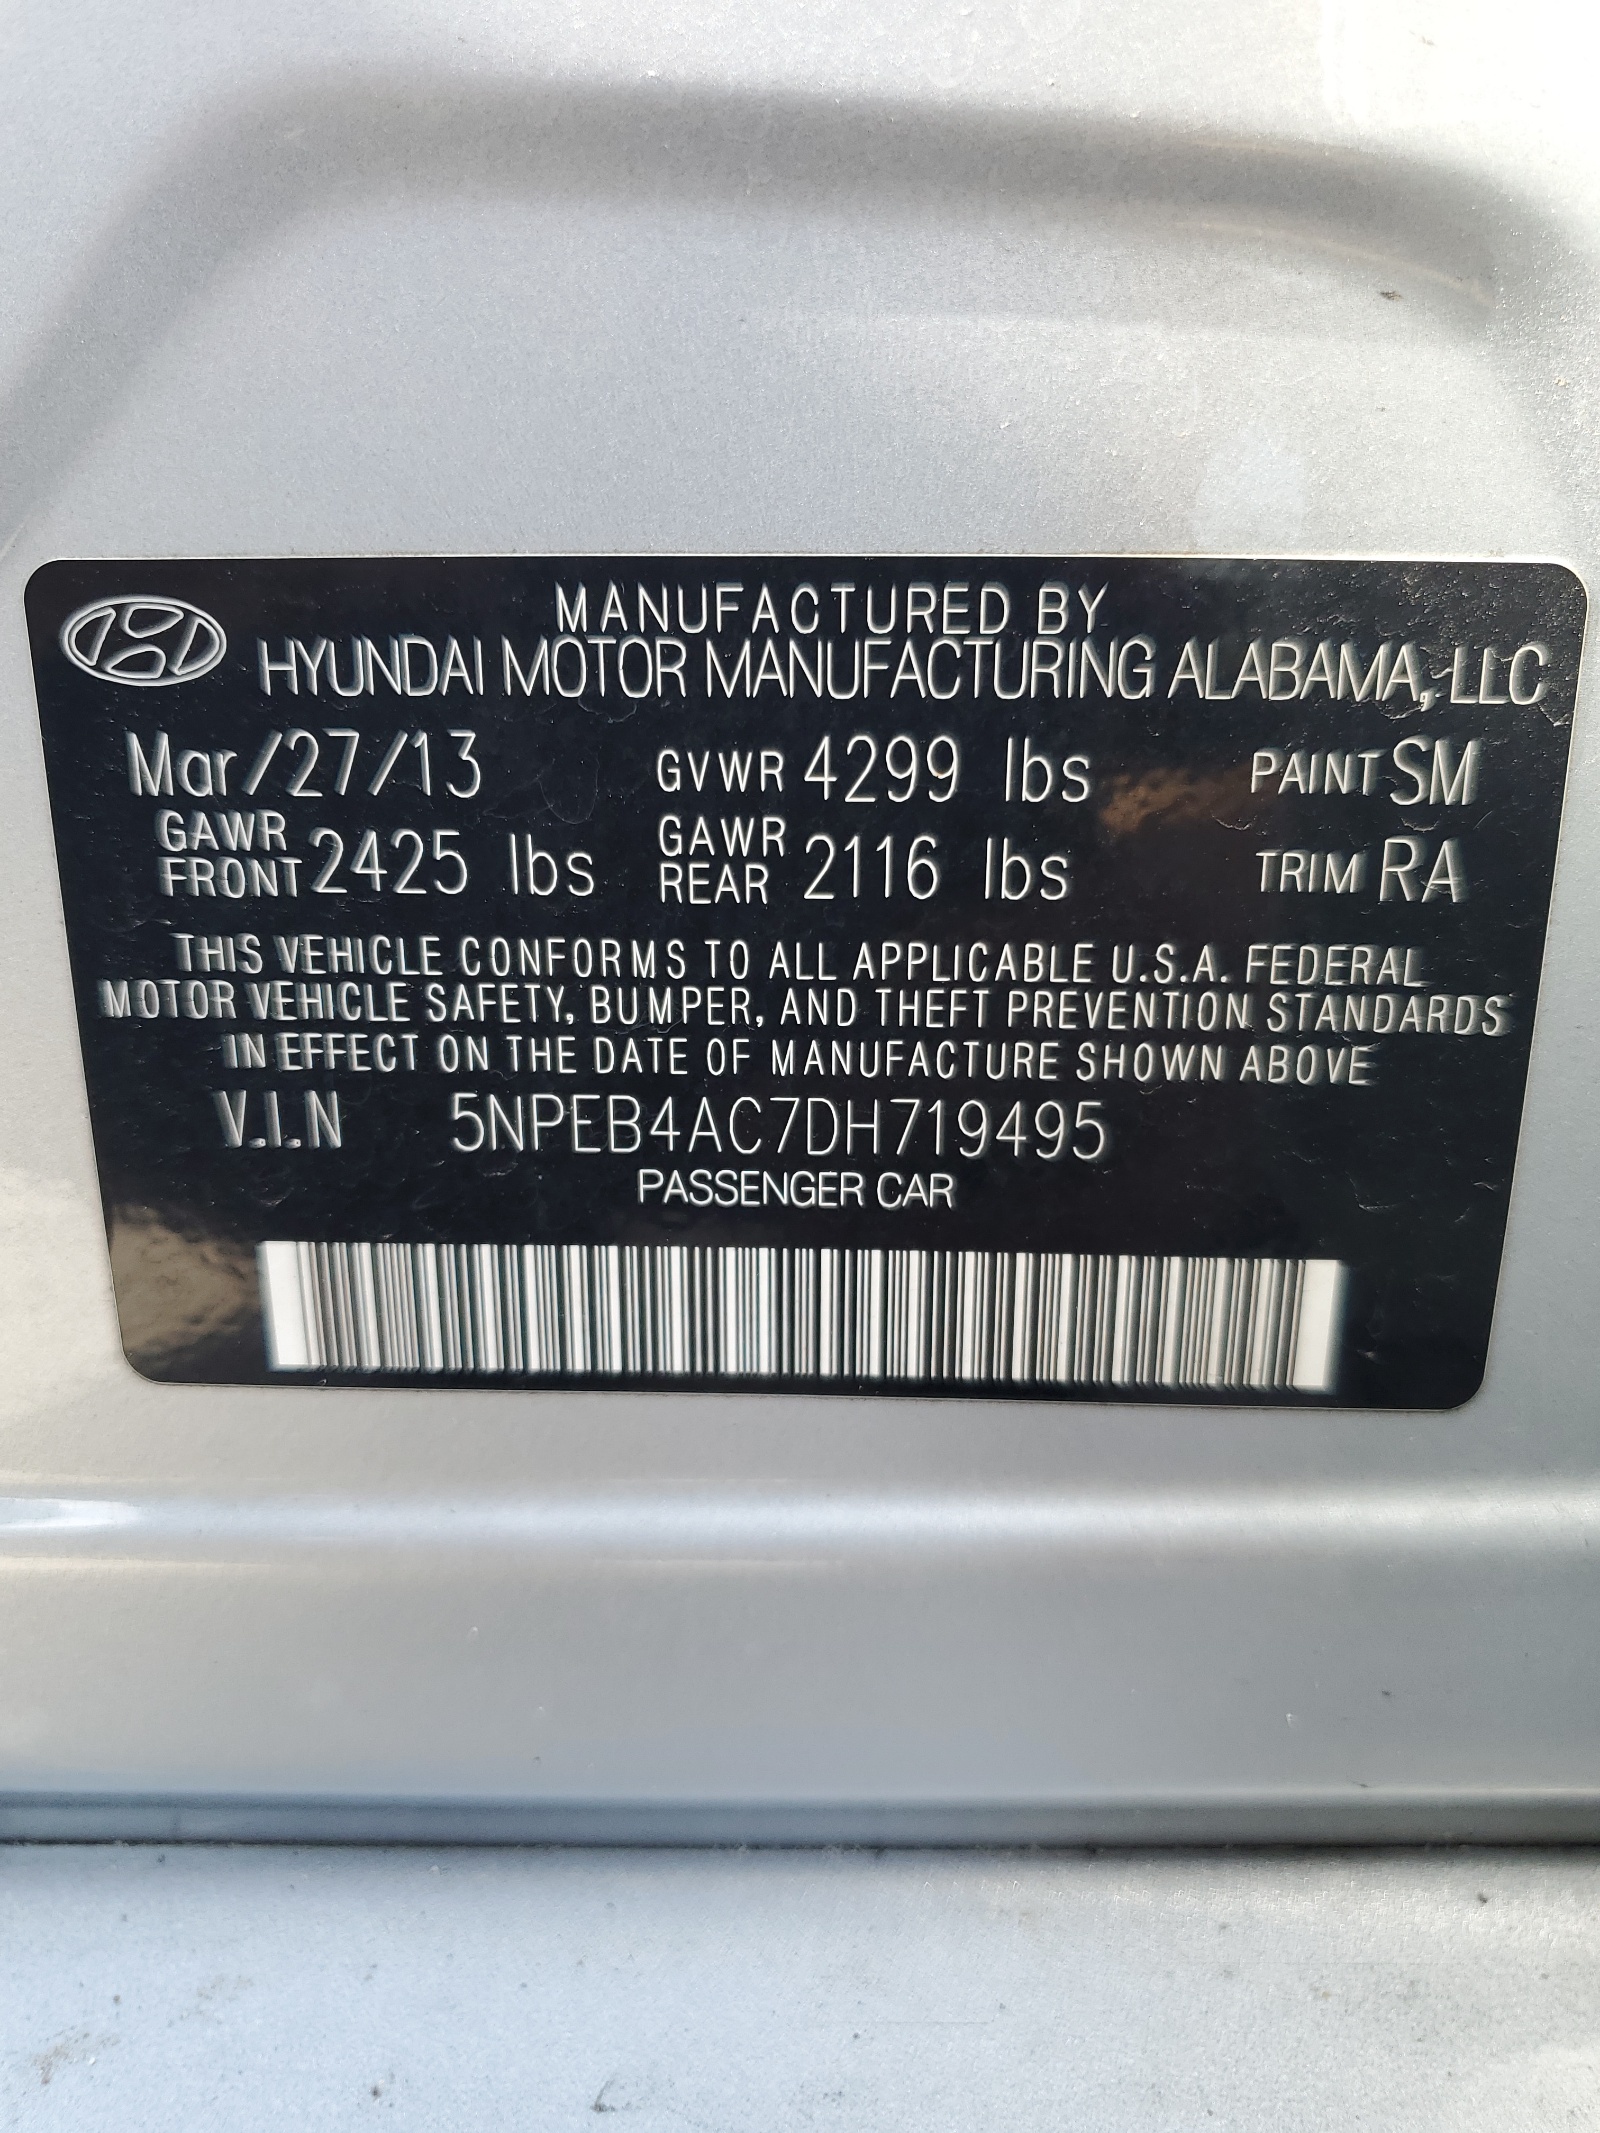 MANUFACTURED BY
HYUNDAI MOTOR MANUFACTURING ALABAMA, LLC
Mar/27/13 GVWR 4299 lbs PAINT SM
GAWR FRONT 2425 lbs GAWR REAR 2116 lbs TRIM RA
THIS VEHICLE CONFORMS TO ALL APPLICABLE U.S.A. FEDERAL
MOTOR VEHICLE SAFETY, BUMPER, AND THEFT PREVENTION STANDARDS
IN EFFECT ON THE DATE OF MANUFACTURE SHOWN ABOVE
V.I.N 5NPEB4AC7DH719495
PASSENGER CAR